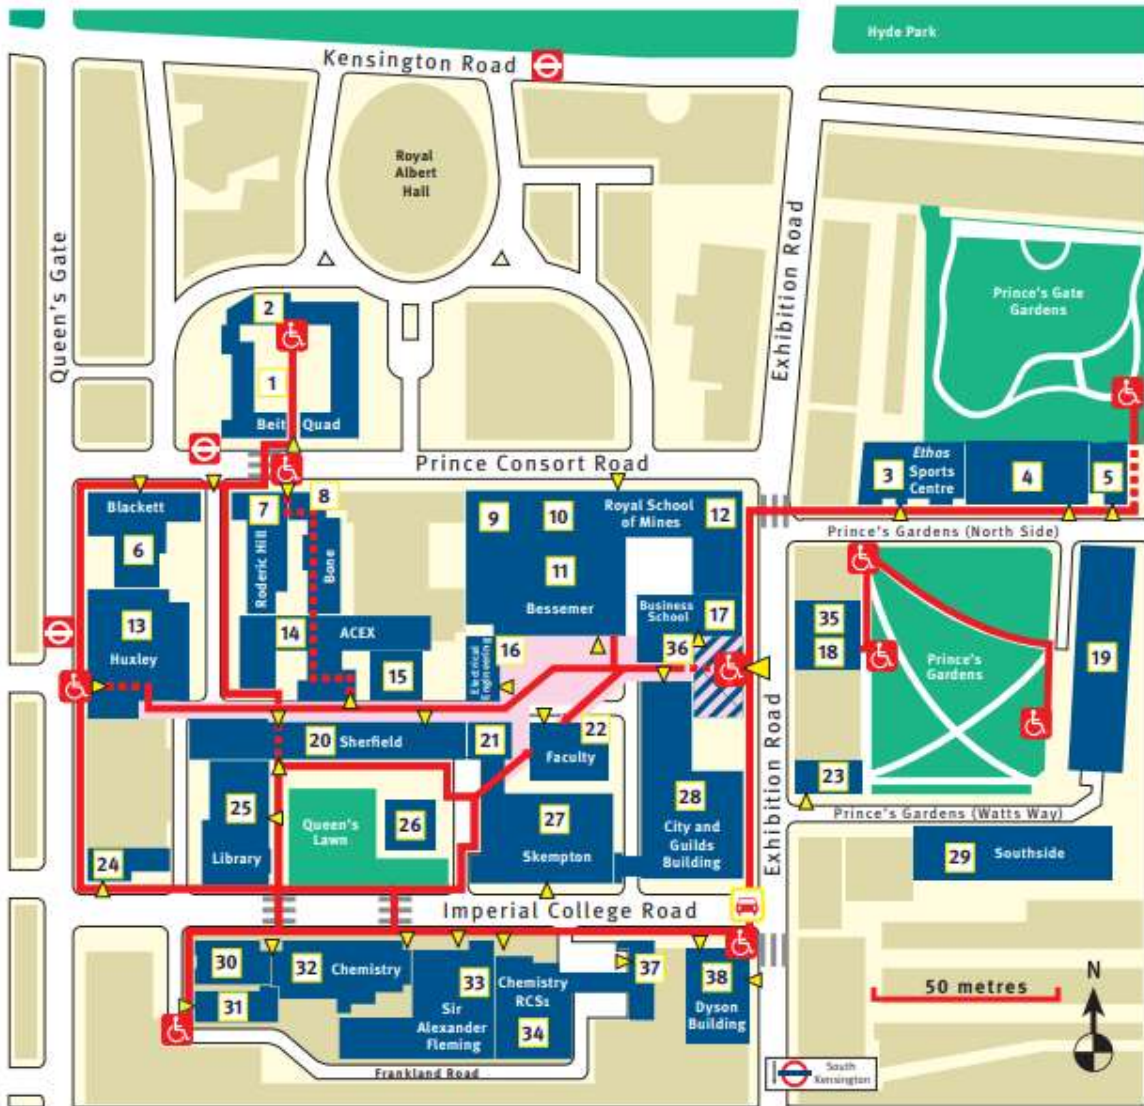 Hyde Park
Kensington Road
Royal
Albert
Hall
Queen's Gate
Exhibition Road
Prince's Gate
Gardens
2
1
Beit Quad
Prince Consort Road
Ethos
Sports
Centre
3
4
5
Prince's Gardens (North Side)
Blackett
6
7
8
Roderic Hill
Bone
9
10
Royal School
of Mines
12
11
Bessemer
Business
School
17
13
Huxley
14
ACEX
15
Electrical
Engineering
16
36
35
18
Prince's
Gardens
19
20
Sherfield
21
22
Faculty
Exhibition Road
23
Prince's Gardens (Watts Way)
25
Library
Queen's
Lawn
26
27
Skempton
28
City and
Guilds
Building
24
29
Southside
Imperial College Road
30
31
32
Chemistry
33
Sir
Alexander
Fleming
Chemistry
RCS1
34
37
38
Dyson
Building
50 metres
N
Frankland Road
South
Kensington